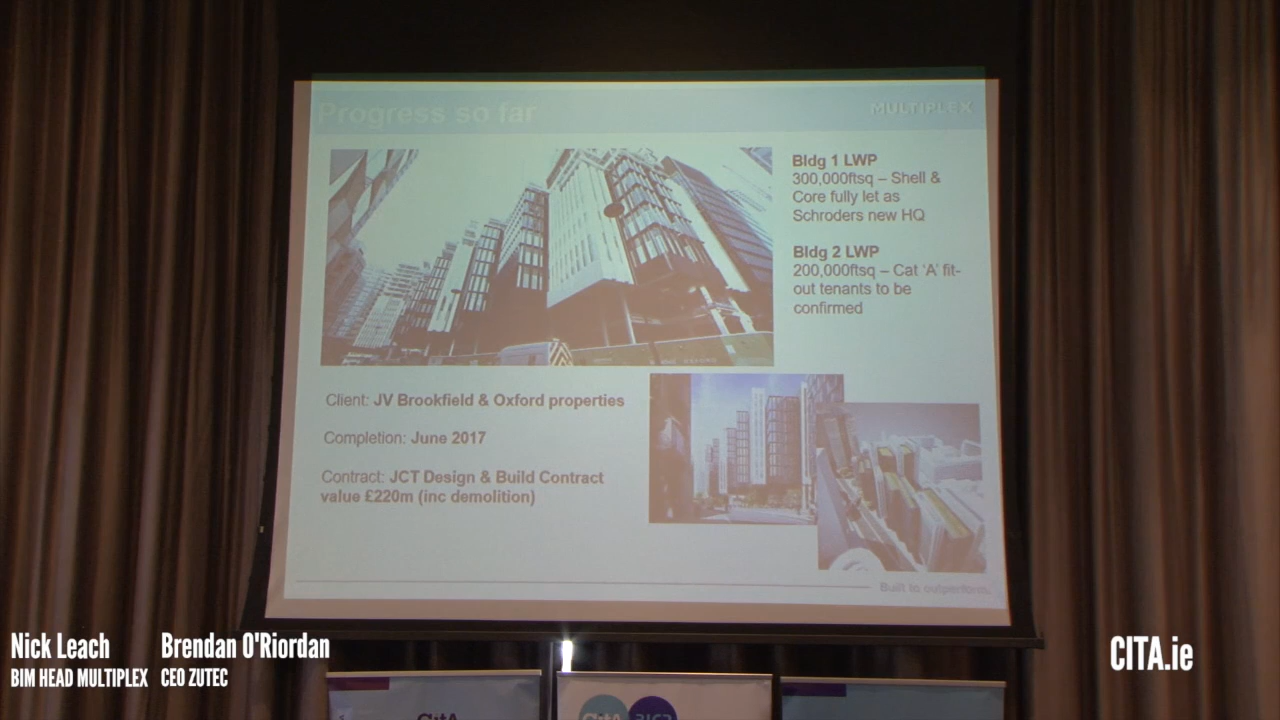 Progress so far
MULTIPLEX
Bldg 1 LWP
300,000ftsq – Shell &
Core fully let as
Schroders new HQ
Bldg 2 LWP
200,000ftsq – Cat ‘A’ fit-
out tenants to be
confirmed
Client: JV Brookfield & Oxford properties
Completion: June 2017
Contract: JCT Design & Build Contract
value £220m (inc demolition)
Built to outperform.
Nick Leach
BIM HEAD MULTIPLEX
Brendan O'Riordan
CEO ZUTEC
CITA.ie
CitA
CitA